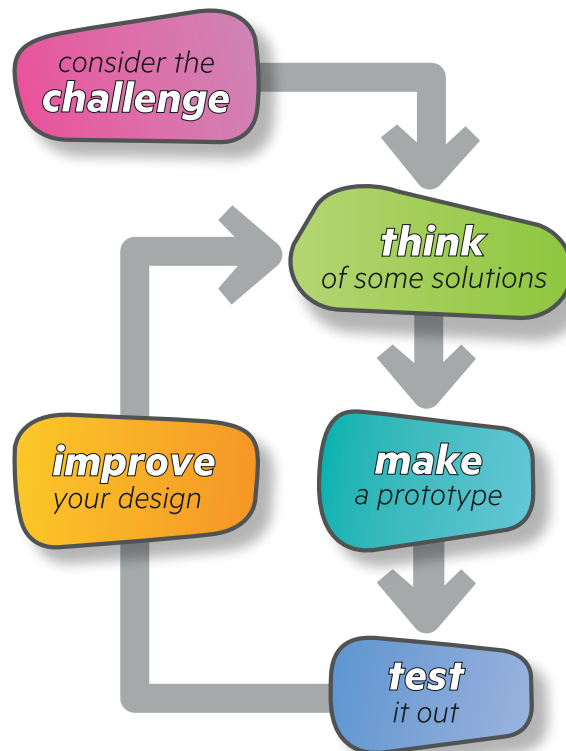 consider the
challenge
think
of some solutions
make
a prototype
test
it out
improve
your design